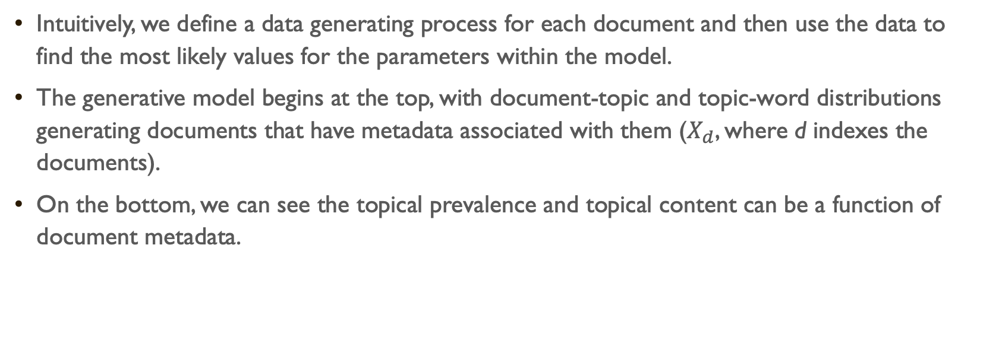 • Intuitively, we define a data generating process for each document and then use the data to
find the most likely values for the parameters within the model.
• The generative model begins at the top, with document-topic and topic-word distributions
generating documents that have metadata associated with them (X_d, where d indexes the
documents).
• On the bottom, we can see the topical prevalence and topical content can be a function of
document metadata.